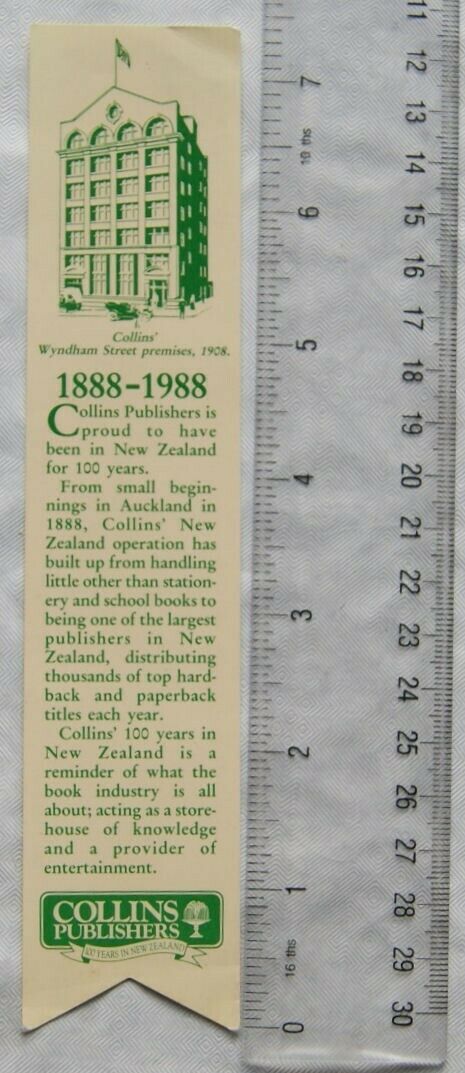 Collins'
Wyndham Street premises, 1908.
1888-1988
Collins Publishers is
proud to have
been in New Zealand
for 100 years.
From small begin-
nings in Auckland in
1888, Collins' New
Zealand operation has
built up from handling
little other than station-
ery and school books to
being one of the largest
publishers in New
Zealand, distributing
thousands of top hard-
back and paperback
titles each year.
Collins' 100 years in
New Zealand is a
reminder of what the
book industry is all
about; acting as a store-
house of knowledge
and a provider of
entertainment.
COLLINS
PUBLISHERS
100 YEARS IN NEW ZEALAND
7
10 ths
6
5
4
3
2
1
16 ths
0
11
12
13
14
15
16
17
18
19
20
21
22
23
24
25
26
27
28
29
30